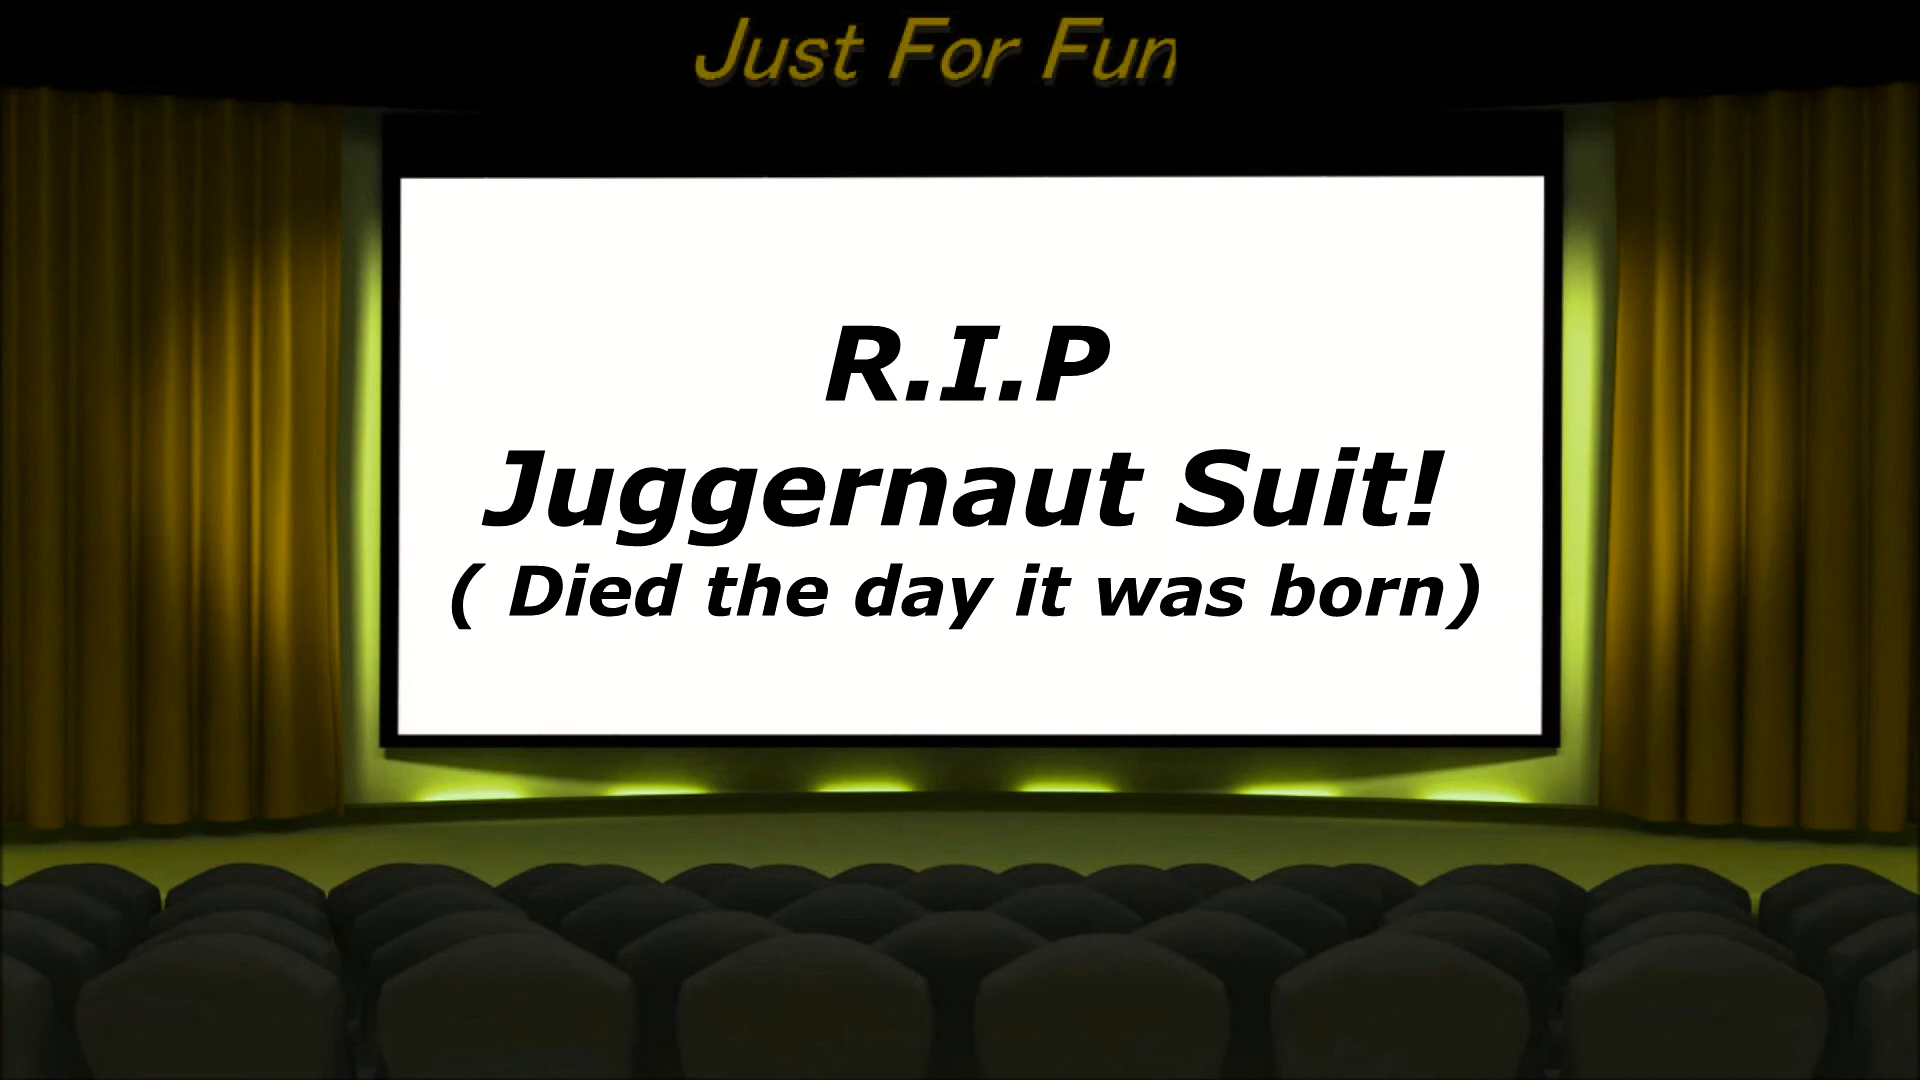 Just For Fun
R.I.P
Juggernaut Suit!
( Died the day it was born)